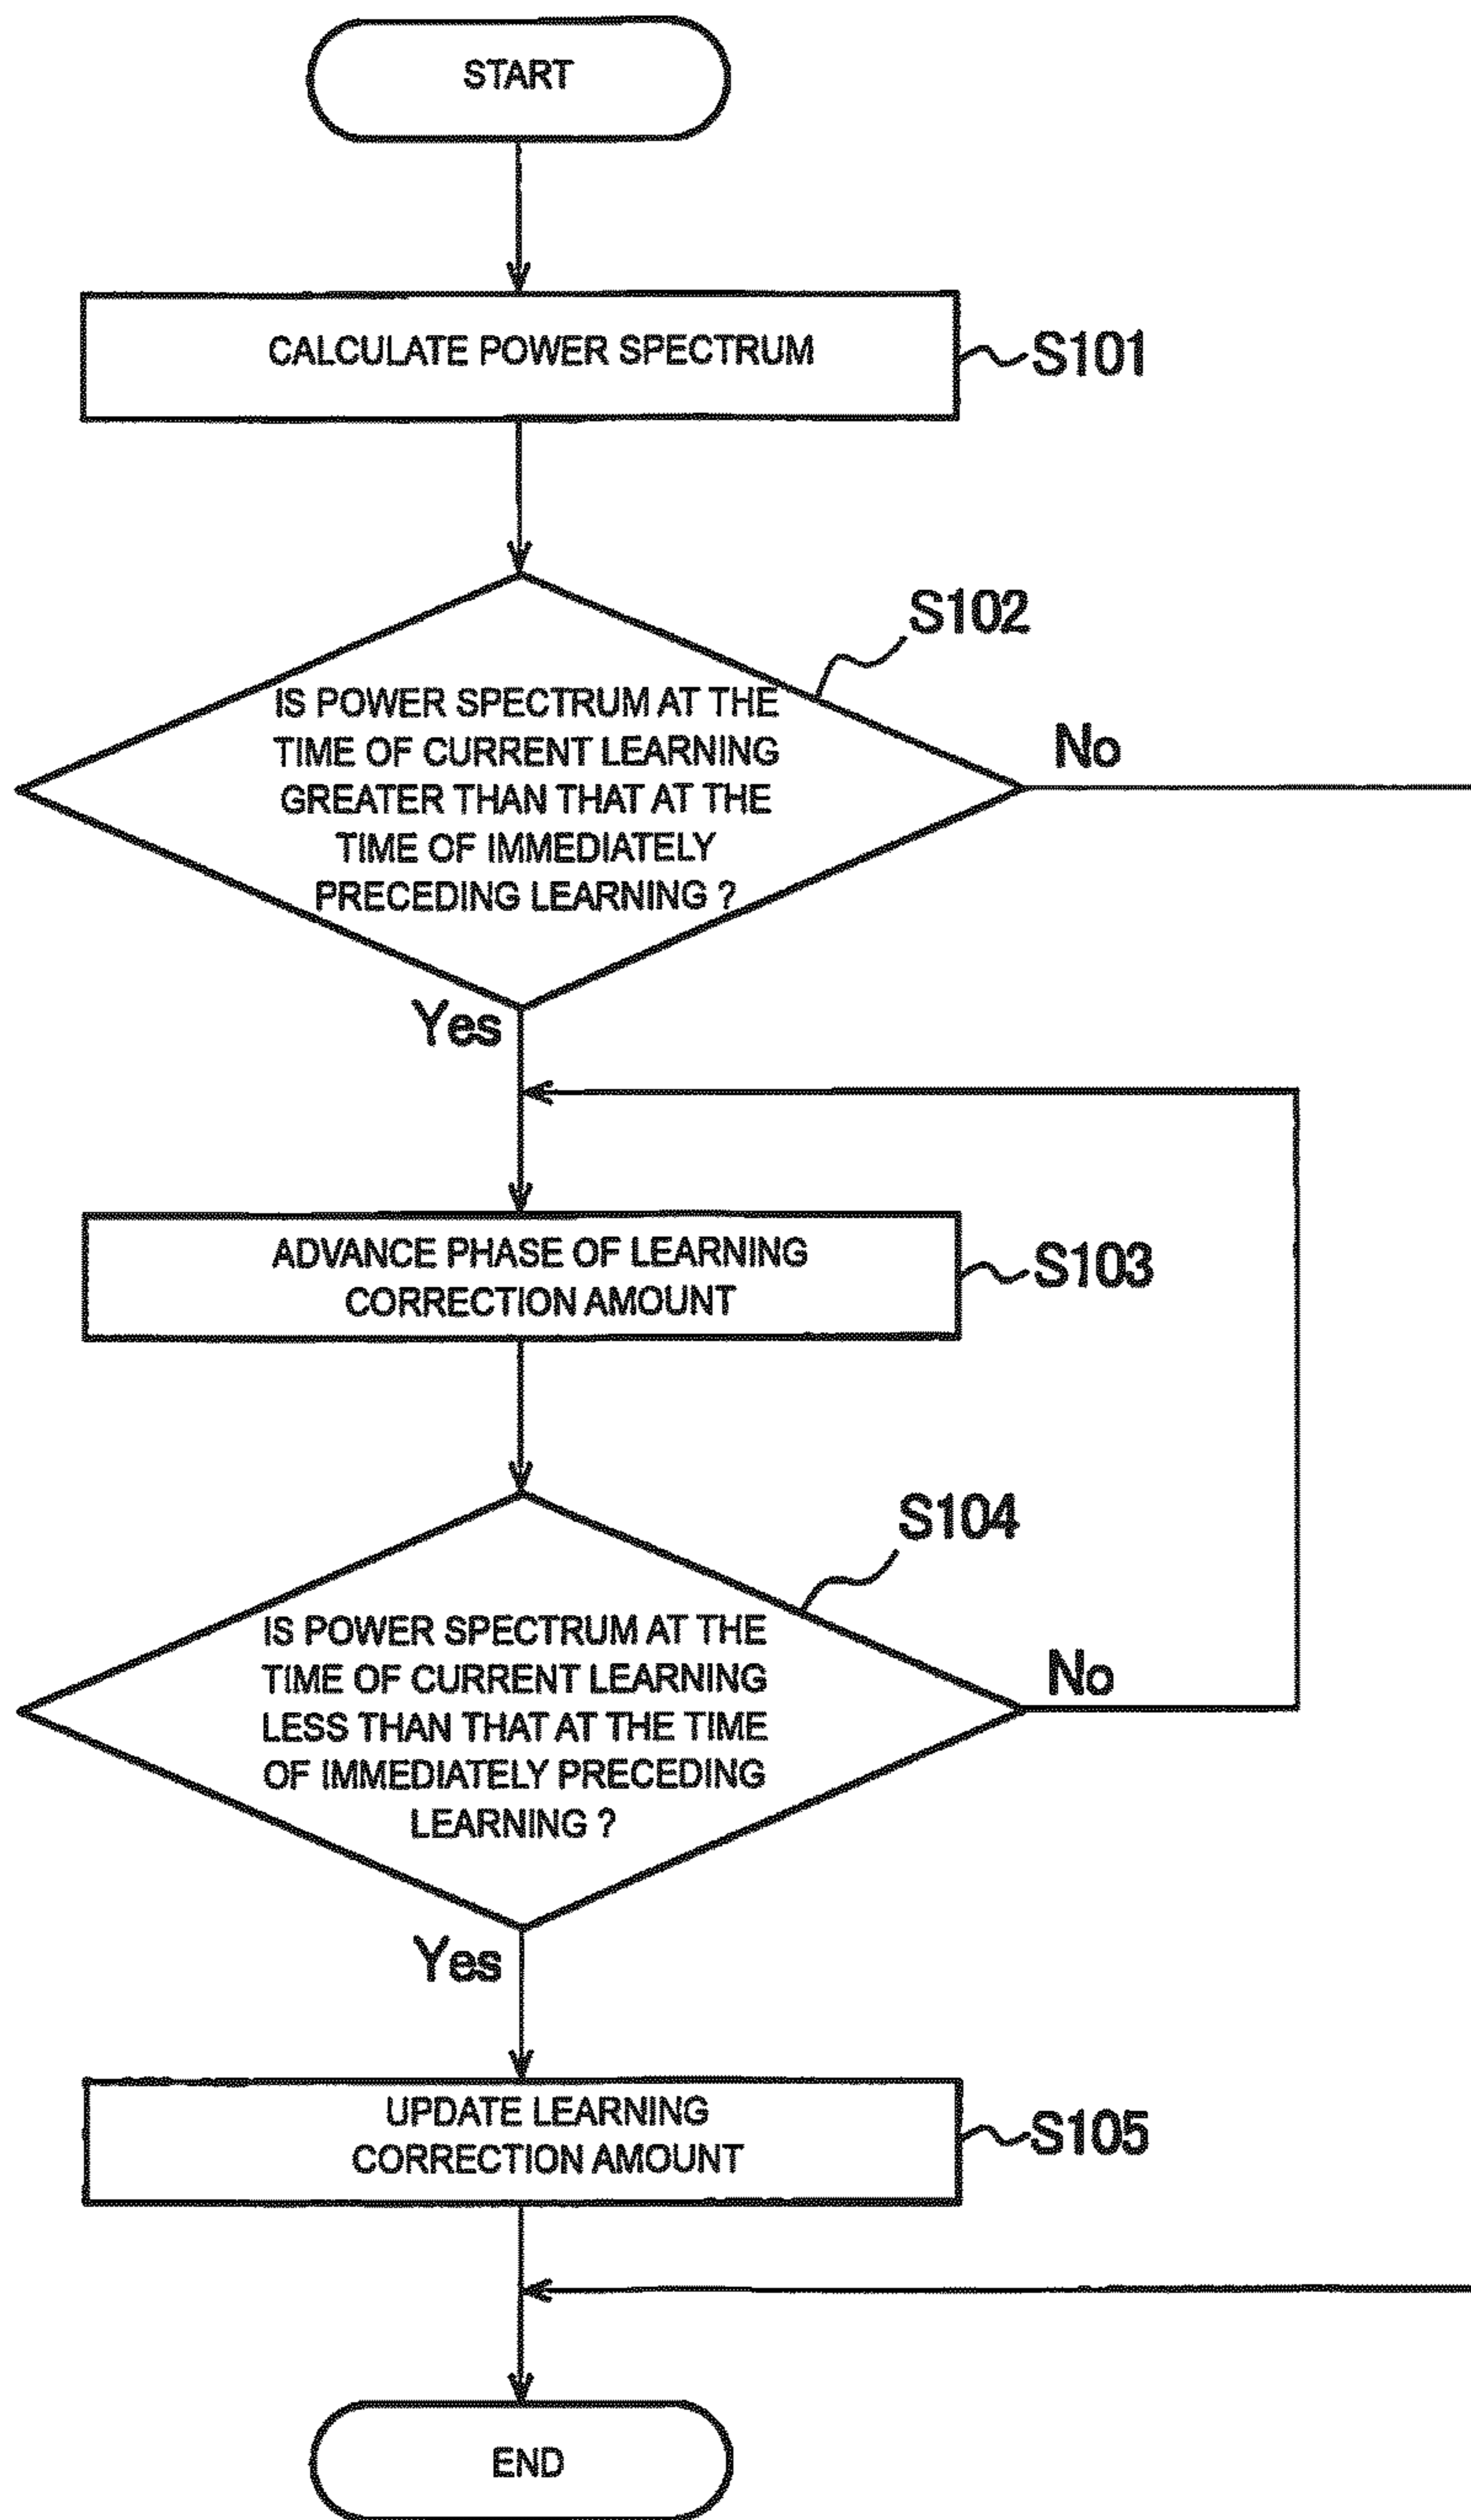 START
CALCULATE POWER SPECTRUM
S101
S102
IS POWER SPECTRUM AT THE
TIME OF CURRENT LEARNING
GREATER THAN THAT AT THE
TIME OF IMMEDIATELY
PRECEDING LEARNING ?
No
Yes
ADVANCE PHASE OF LEARNING
CORRECTION AMOUNT
S103
S104
IS POWER SPECTRUM AT THE
TIME OF CURRENT LEARNING
LESS THAN THAT AT THE TIME
OF IMMEDIATELY PRECEDING
LEARNING ?
No
Yes
UPDATE LEARNING
CORRECTION AMOUNT
S105
END